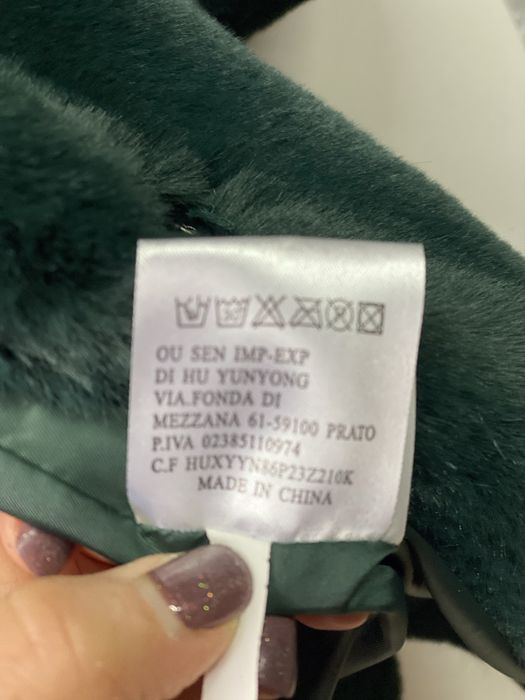 OU SEN IMP-EXP
DI HU YUNYONG
VIA.FONDA DI
MEZZANA 61-59100 PRATO
P.IVA 02385110974
C.F HUXYYN86P23Z210K
MADE IN CHINA